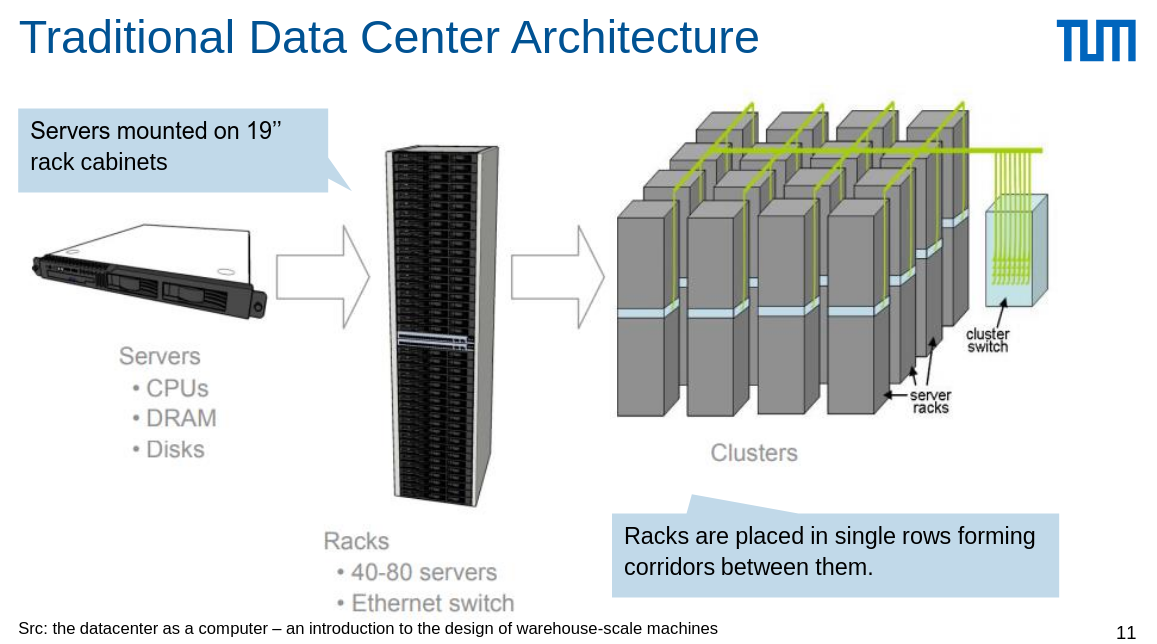 Traditional Data Center Architecture
TUM
Servers mounted on 19’’
rack cabinets
Servers
• CPUs
• DRAM
• Disks
Racks
• 40-80 servers
• Ethernet switch
cluster
switch
server
racks
Clusters
Racks are placed in single rows forming
corridors between them.
Src: the datacenter as a computer – an introduction to the design of warehouse-scale machines
11